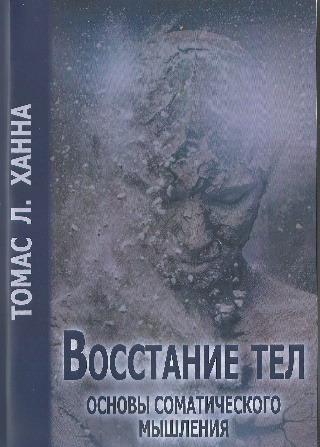 ТОМАС Л. ХАННА
ВОССТАНИЕ ТЕЛ
ОСНОВЫ СОМАТИЧЕСКОГО
МЫШЛЕНИЯ